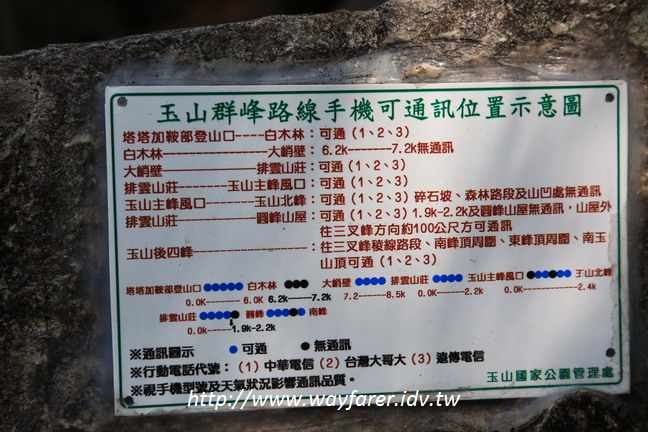 玉山群峰路線手機可通訊位置示意圖
塔塔加鞍部登山口----白木林：可通（1、2、3）
白木林----------------大峭壁：6.2k--------7.2k無通訊
大峭壁----------------排雲山莊：可通（1、2、3）
排雲山莊--------玉山主峰風口：可通（1、2、3）
玉山主峰風口--------玉山北峰：可通（1、2、3）碎石坡、森林路段及山凹處無通訊
排雲山莊------------圓峰山屋：可通（1、2、3）1.9k-2.2k及圓峰山屋無通訊，山屋外
往三叉峰方向約100公尺方可通訊
玉山後四峰------------------：往三叉峰稜線路段、南峰頂周圍、東峰頂周圍、南玉
山頂可通（1、2、3）
塔塔加鞍部登山口●●●●●白木林●●● 大峭壁●●●●排雲山莊●●●●玉山主峰風口●●●●●玉山北峰
0.0K-------6.0K 6.2k----7.2k 7.2------8.5k 0.0K------2.2k 0.0K------------2.4k
排雲山莊●●●●●圓峰●●●●●南峰
0.0k-----1.9k-2.2k
※通訊圖示 ●可通 ●無通訊
※行動電話代號：（1）中華電信（2）台灣大哥大（3）遠傳電信
※視手機型號及天氣狀況影響通訊品質。
玉山國家公園管理處
http://www.wayfarer.idv.tw